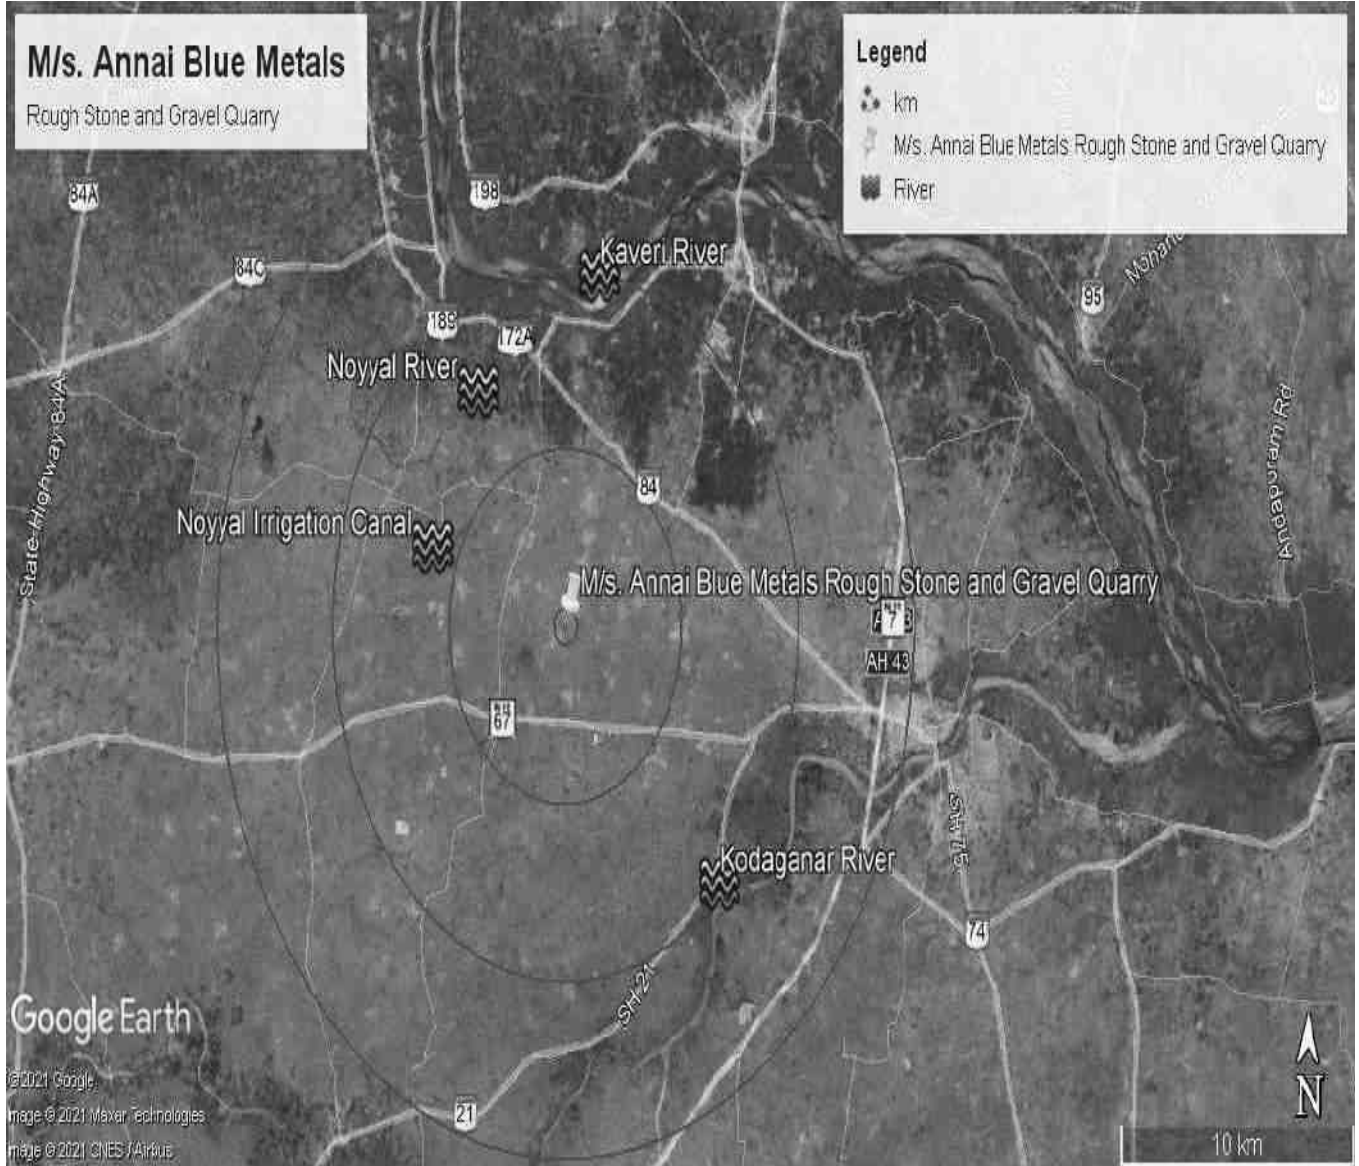 M/s. Annai Blue Metals
Rough Stone and Gravel Quarry
Legend
km
M/s. Annai Blue Metals Rough Stone and Gravel Quarry
River
84A
198
Kaveri River
84C
95
189
172A
Noyyal River
State Highway 84A
Andapuram Rd
84
Noyyal Irrigation Canal
M/s. Annai Blue Metals Rough Stone and Gravel Quarry
7
AH 43
67
Kodaganar River
74
SH 21
21
Google Earth
©2021 Google
Image © 2021 Maxar Technologies
Image © 2021 CNES / Airbus
N
10 km